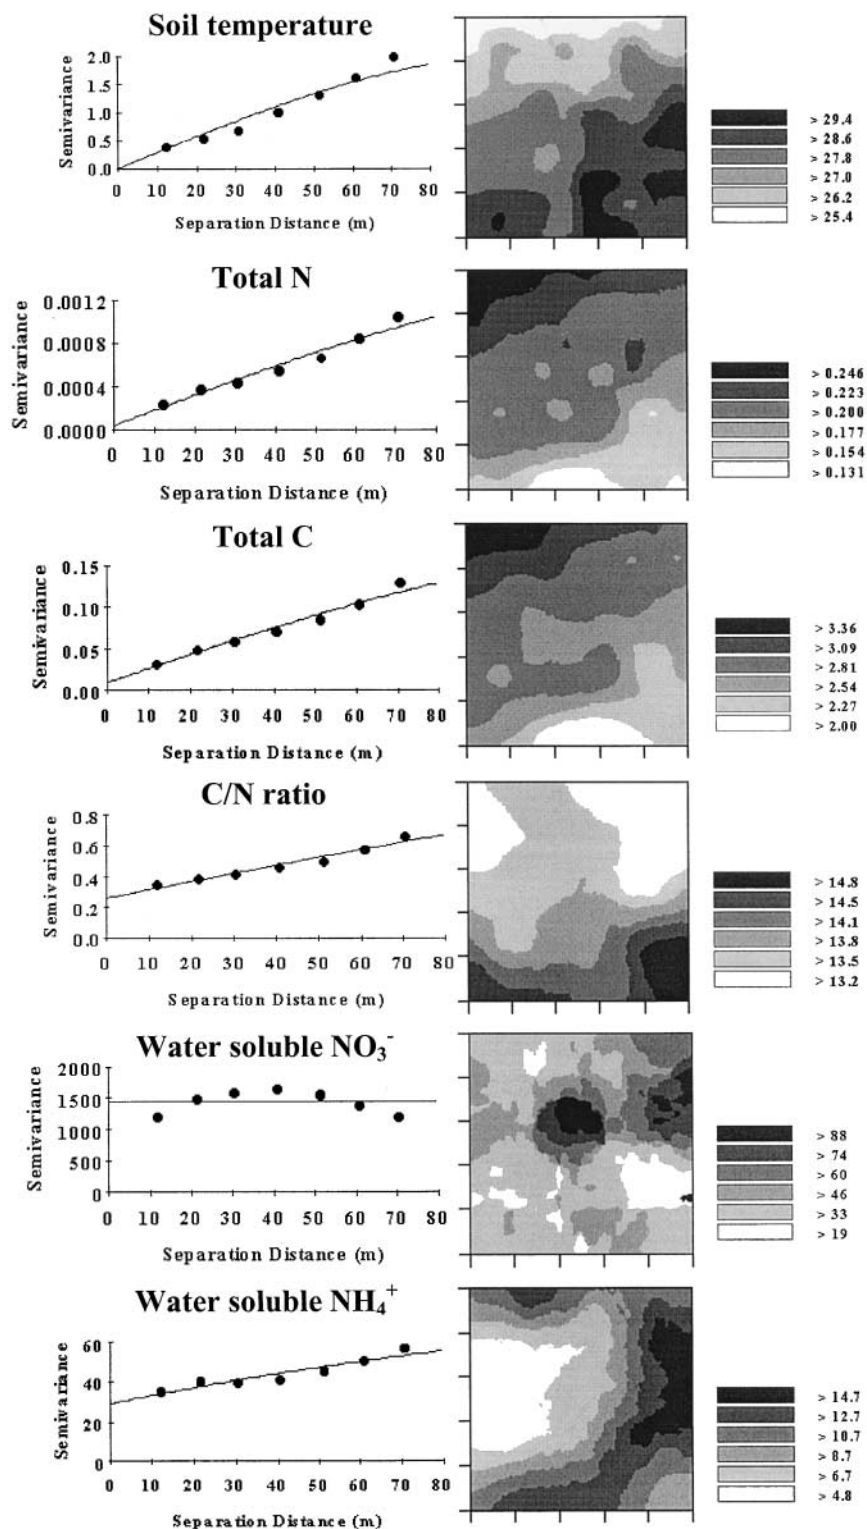 Soil temperature
Semivariance
2.0
1.5
1.0
0.5
0.0
0 10 20 30 40 50 60 70 80
Separation Distance (m)
> 29.4
> 28.6
> 27.8
> 27.0
> 26.2
> 25.4
Total N
Semivariance
0.0012
0.0008
0.0004
0.0000
0 10 20 30 40 50 60 70 80
Separation Distance (m)
> 0.246
> 0.223
> 0.200
> 0.177
> 0.154
> 0.131
Total C
Semivariance
0.15
0.10
0.05
0.00
0 10 20 30 40 50 60 70 80
Separation Distance (m)
> 3.36
> 3.09
> 2.81
> 2.54
> 2.27
> 2.00
C/N ratio
Semivariance
0.8
0.6
0.4
0.2
0.0
0 10 20 30 40 50 60 70 80
Separation Distance (m)
> 14.8
> 14.5
> 14.1
> 13.8
> 13.5
> 13.2
Water soluble NO₃⁻
Semivariance
2000
1500
1000
500
0
0 10 20 30 40 50 60 70 80
Separation Distance (m)
> 88
> 74
> 60
> 46
> 33
> 19
Water soluble NH₄⁺
Semivariance
60
40
20
0
0 10 20 30 40 50 60 70 80
Separation Distance (m)
> 14.7
> 12.7
> 10.7
> 8.7
> 6.7
> 4.8